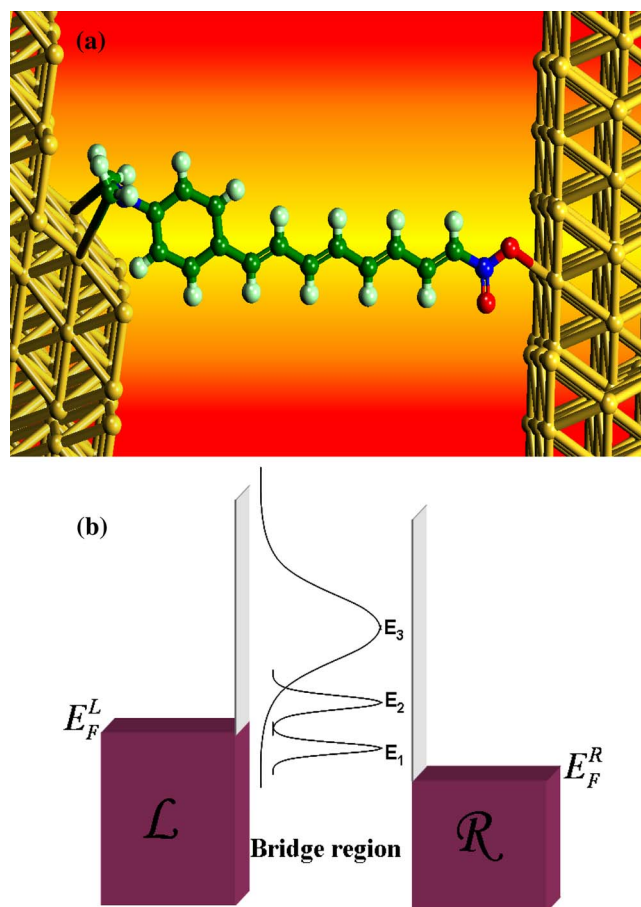 (a)
(b)
E₃
E₂
E_F^L
E₁
E_F^R
ℒ
ℛ
Bridge region